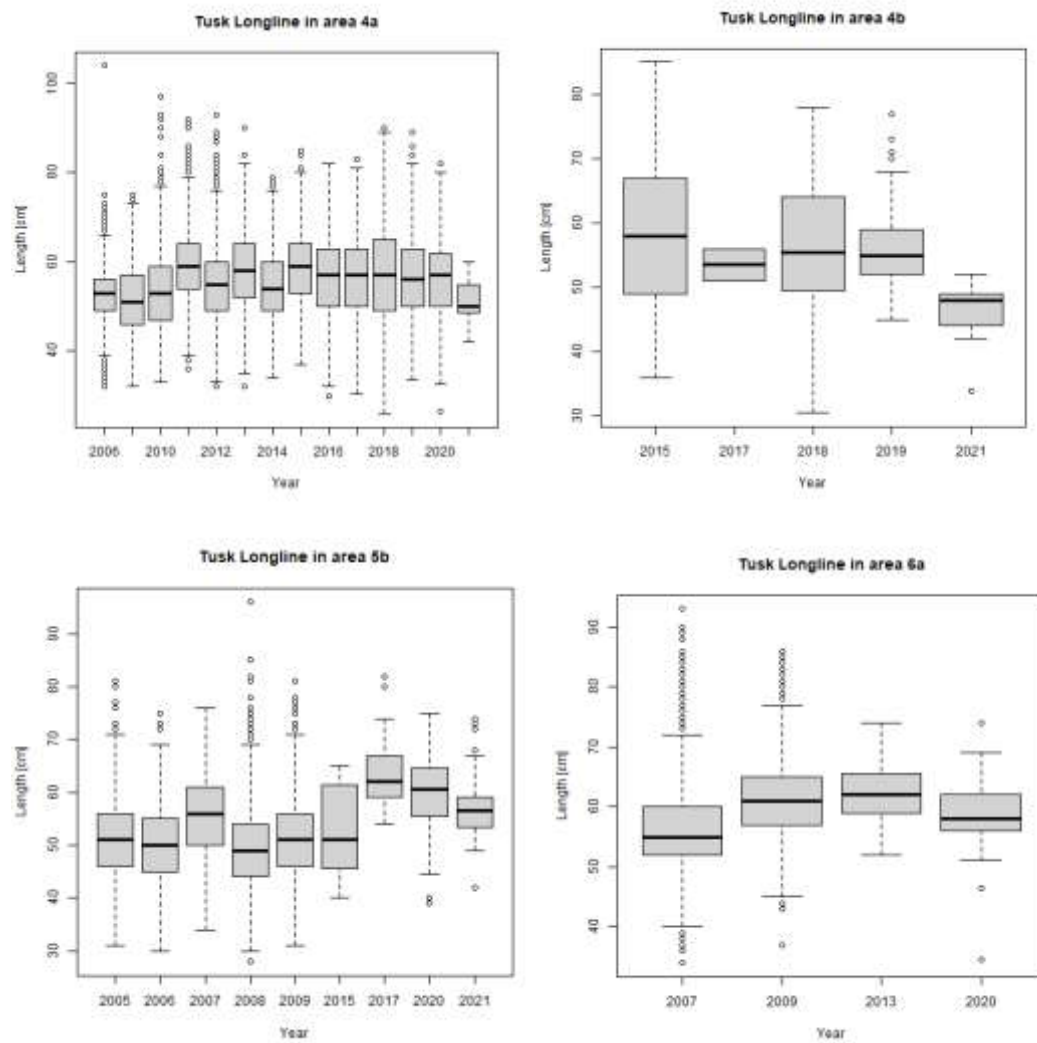 Tusk Longline in area 4a
Length [cm]
100
80
60
40
2006 2010 2012 2014 2016 2018 2020
Year
Tusk Longline in area 4b
Length [cm]
80
70
60
50
40
30
2015 2017 2018 2019 2021
Year
Tusk Longline in area 5b
Length [cm]
90
80
70
60
50
40
30
2005 2006 2007 2008 2009 2015 2017 2020 2021
Year
Tusk Longline in area 6a
Length [cm]
90
80
70
60
50
40
2007 2009 2013 2020
Year